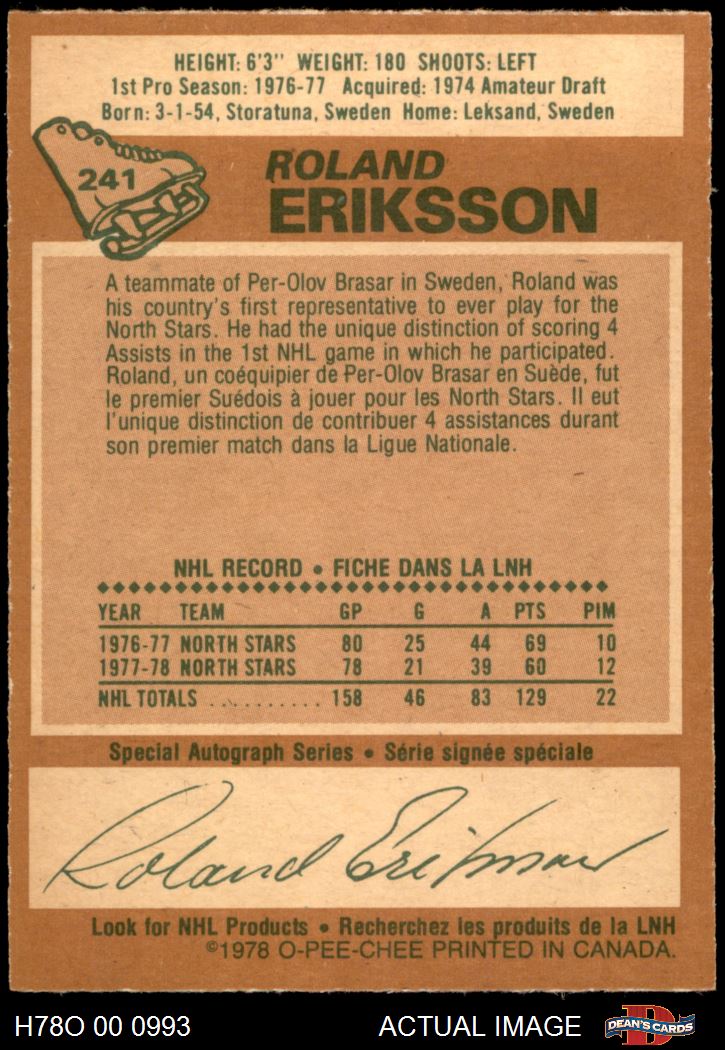 HEIGHT: 6'3" WEIGHT: 180 SHOOTS: LEFT
1st Pro Season: 1976-77 Acquired: 1974 Amateur Draft
Born: 3-1-54, Storatuna, Sweden Home: Leksand, Sweden
241
ROLAND
ERIKSSON
A teammate of Per-Olov Brasar in Sweden, Roland was
his country's first representative to ever play for the
North Stars. He had the unique distinction of scoring 4
Assists in the 1st NHL game in which he participated.
Roland, un coéquipier de Per-Olov Brasar en Suède, fut
le premier Suédois à jouer pour les North Stars. Il eut
l'unique distinction de contribuer 4 assistances durant
son premier match dans la Ligue Nationale.
NHL RECORD • FICHE DANS LA LNH
YEAR TEAM GP G A PTS PIM
1976-77 NORTH STARS 80 25 44 69 10
1977-78 NORTH STARS 78 21 39 60 12
NHL TOTALS .......... 158 46 83 129 22
Special Autograph Series • Série signée spéciale
Roland Eriksson
Look for NHL Products • Recherchez les produits de la LNH
©1978 O-PEE-CHEE PRINTED IN CANADA.
H78O 00 0993 ACTUAL IMAGE D DEAN'S CARDS